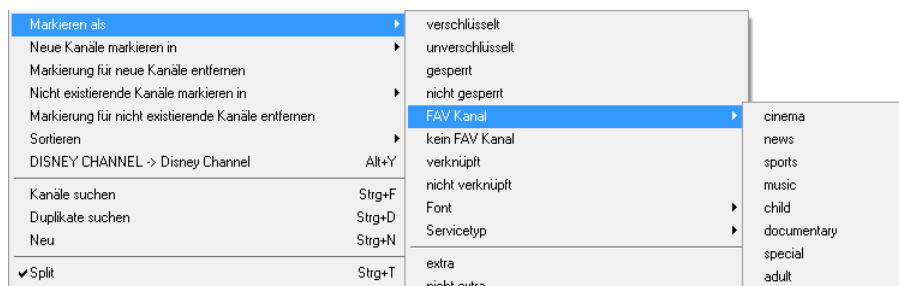 Markieren als
Neue Kanäle markieren in
Markierung für neue Kanäle entfernen
Nicht existierende Kanäle markieren in
Markierung für nicht existierende Kanäle entfernen
Sortieren
DISNEY CHANNEL -> Disney Channel Alt+Y
Kanäle suchen Strg+F
Duplikate suchen Strg+D
Neu Strg+N
Split Strg+T
verschlüsselt
unverschlüsselt
gesperrt
nicht gesperrt
FAV Kanal
kein FAV Kanal
verknüpft
nicht verknüpft
Font
Servicetyp
extra
nicht extra
cinema
news
sports
music
child
documentary
special
adult